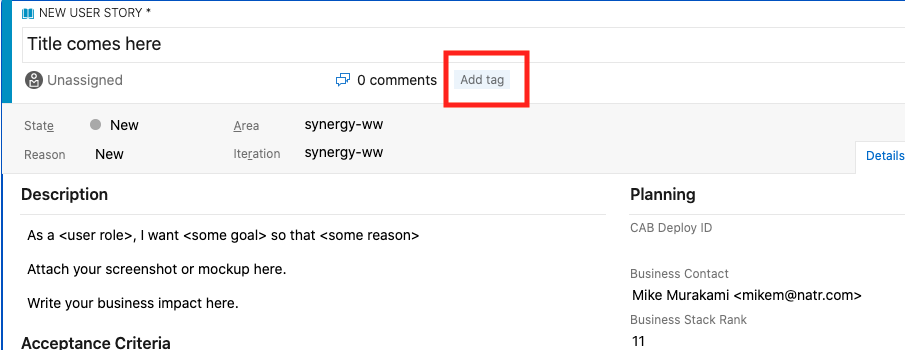 NEW USER STORY *
Title comes here
Unassigned
0 comments
Add tag
State
New
Area
synergy-ww
Reason
New
Iteration
synergy-ww
Details
Description
Planning
As a <user role>, I want <some goal> so that <some reason>
CAB Deploy ID
Attach your screenshot or mockup here.
Business Contact
Write your business impact here.
Mike Murakami <mikem@natr.com>
Business Stack Rank
11
Acceptance Criteria